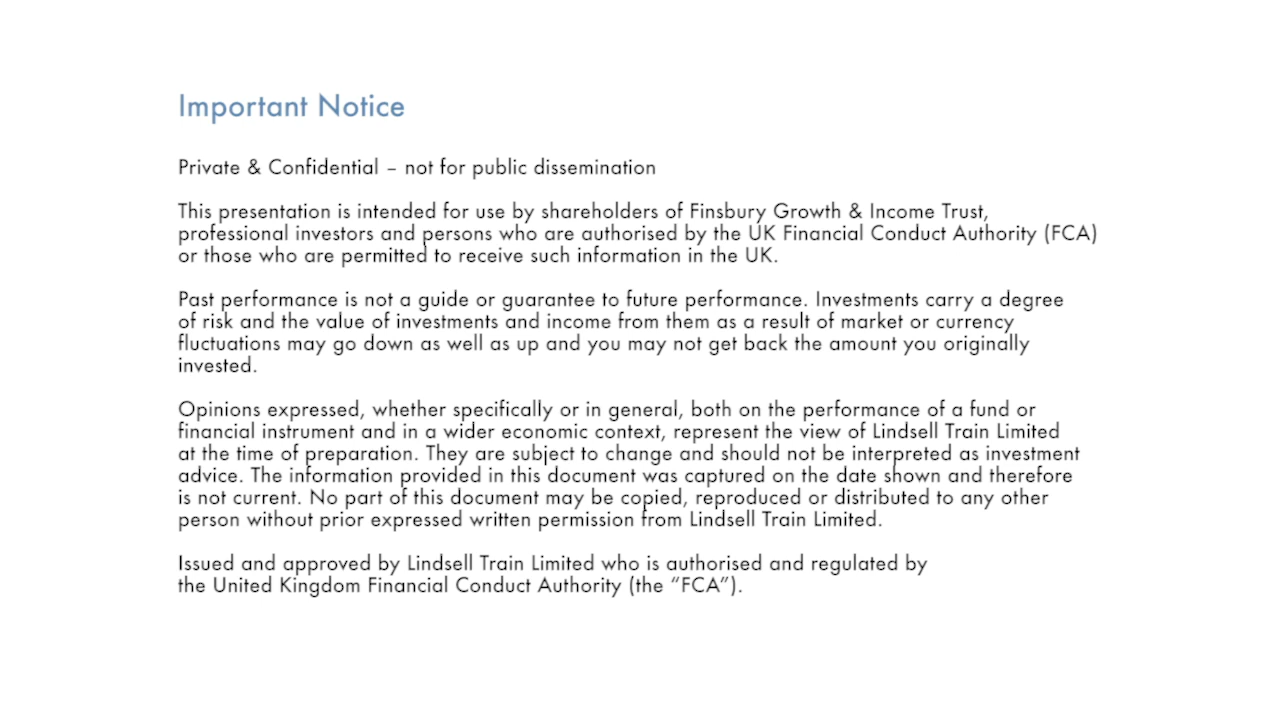 Important Notice
Private & Confidential – not for public dissemination
This presentation is intended for use by shareholders of Finsbury Growth & Income Trust,
professional investors and persons who are authorised by the UK Financial Conduct Authority (FCA)
or those who are permitted to receive such information in the UK.
Past performance is not a guide or guarantee to future performance. Investments carry a degree
of risk and the value of investments and income from them as a result of market or currency
fluctuations may go down as well as up and you may not get back the amount you originally
invested.
Opinions expressed, whether specifically or in general, both on the performance of a fund or
financial instrument and in a wider economic context, represent the view of Lindsell Train Limited
at the time of preparation. They are subject to change and should not be interpreted as investment
advice. The information provided in this document was captured on the date shown and therefore
is not current. No part of this document may be copied, reproduced or distributed to any other
person without prior expressed written permission from Lindsell Train Limited.
Issued and approved by Lindsell Train Limited who is authorised and regulated by
the United Kingdom Financial Conduct Authority (the “FCA”).